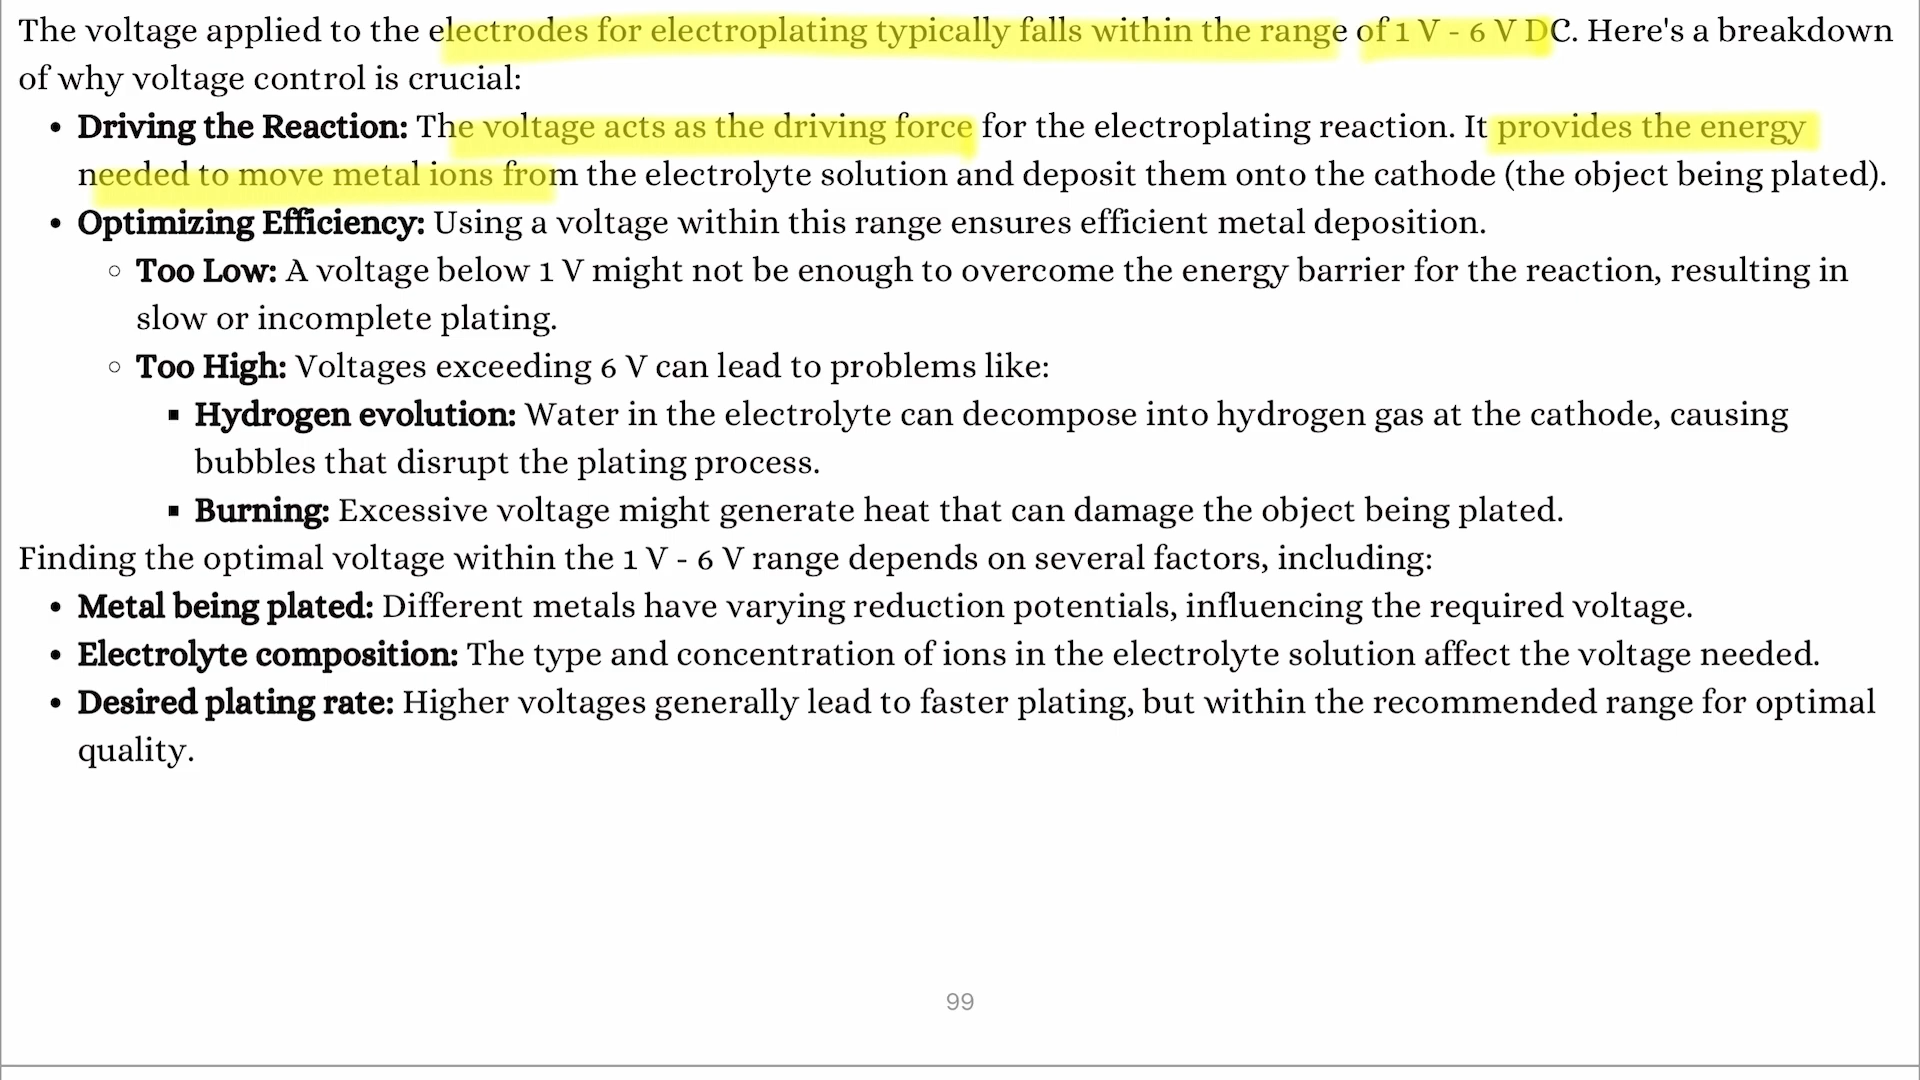 The voltage applied to the electrodes for electroplating typically falls within the range of 1 V - 6 V DC. Here's a breakdown
of why voltage control is crucial:
• Driving the Reaction: The voltage acts as the driving force for the electroplating reaction. It provides the energy
needed to move metal ions from the electrolyte solution and deposit them onto the cathode (the object being plated).
• Optimizing Efficiency: Using a voltage within this range ensures efficient metal deposition.
◦ Too Low: A voltage below 1 V might not be enough to overcome the energy barrier for the reaction, resulting in
slow or incomplete plating.
◦ Too High: Voltages exceeding 6 V can lead to problems like:
▪ Hydrogen evolution: Water in the electrolyte can decompose into hydrogen gas at the cathode, causing
bubbles that disrupt the plating process.
▪ Burning: Excessive voltage might generate heat that can damage the object being plated.
Finding the optimal voltage within the 1 V - 6 V range depends on several factors, including:
• Metal being plated: Different metals have varying reduction potentials, influencing the required voltage.
• Electrolyte composition: The type and concentration of ions in the electrolyte solution affect the voltage needed.
• Desired plating rate: Higher voltages generally lead to faster plating, but within the recommended range for optimal
quality.
99